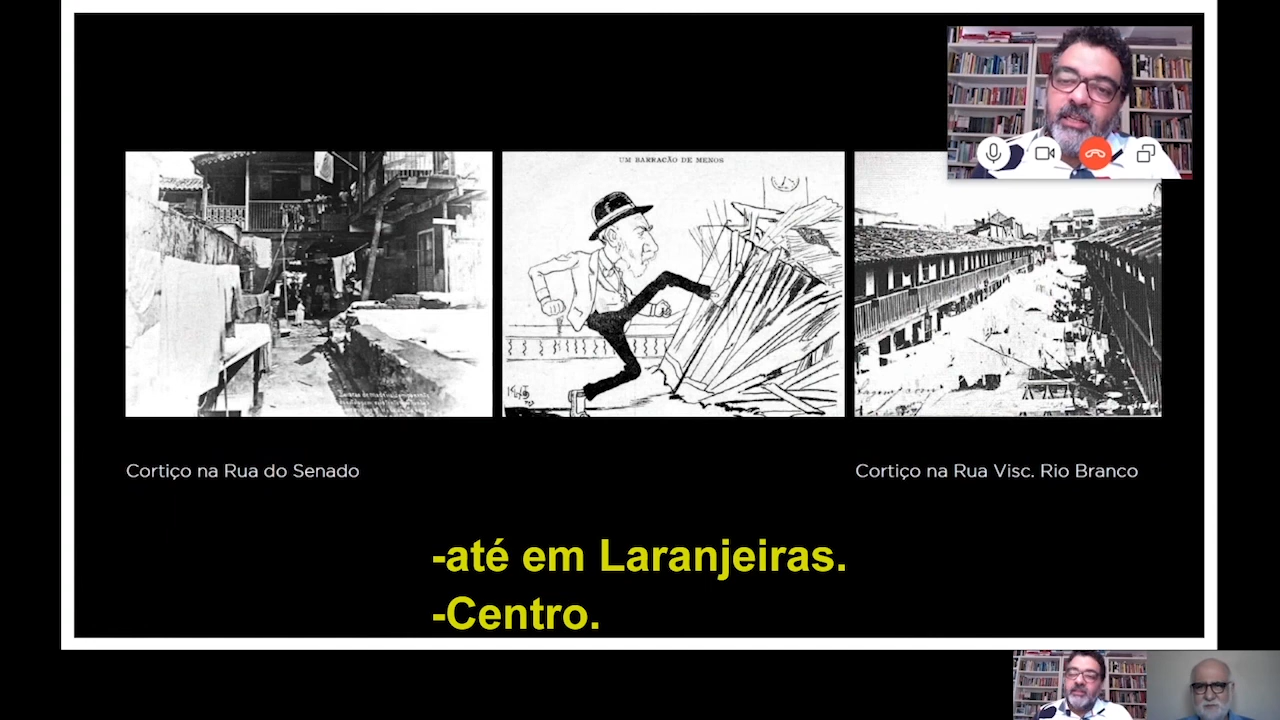 UM BARRACÃO DE MENOS
Cortiço na Rua do Senado
Cortiço na Rua Visc. Rio Branco
-até em Laranjeiras.
-Centro.